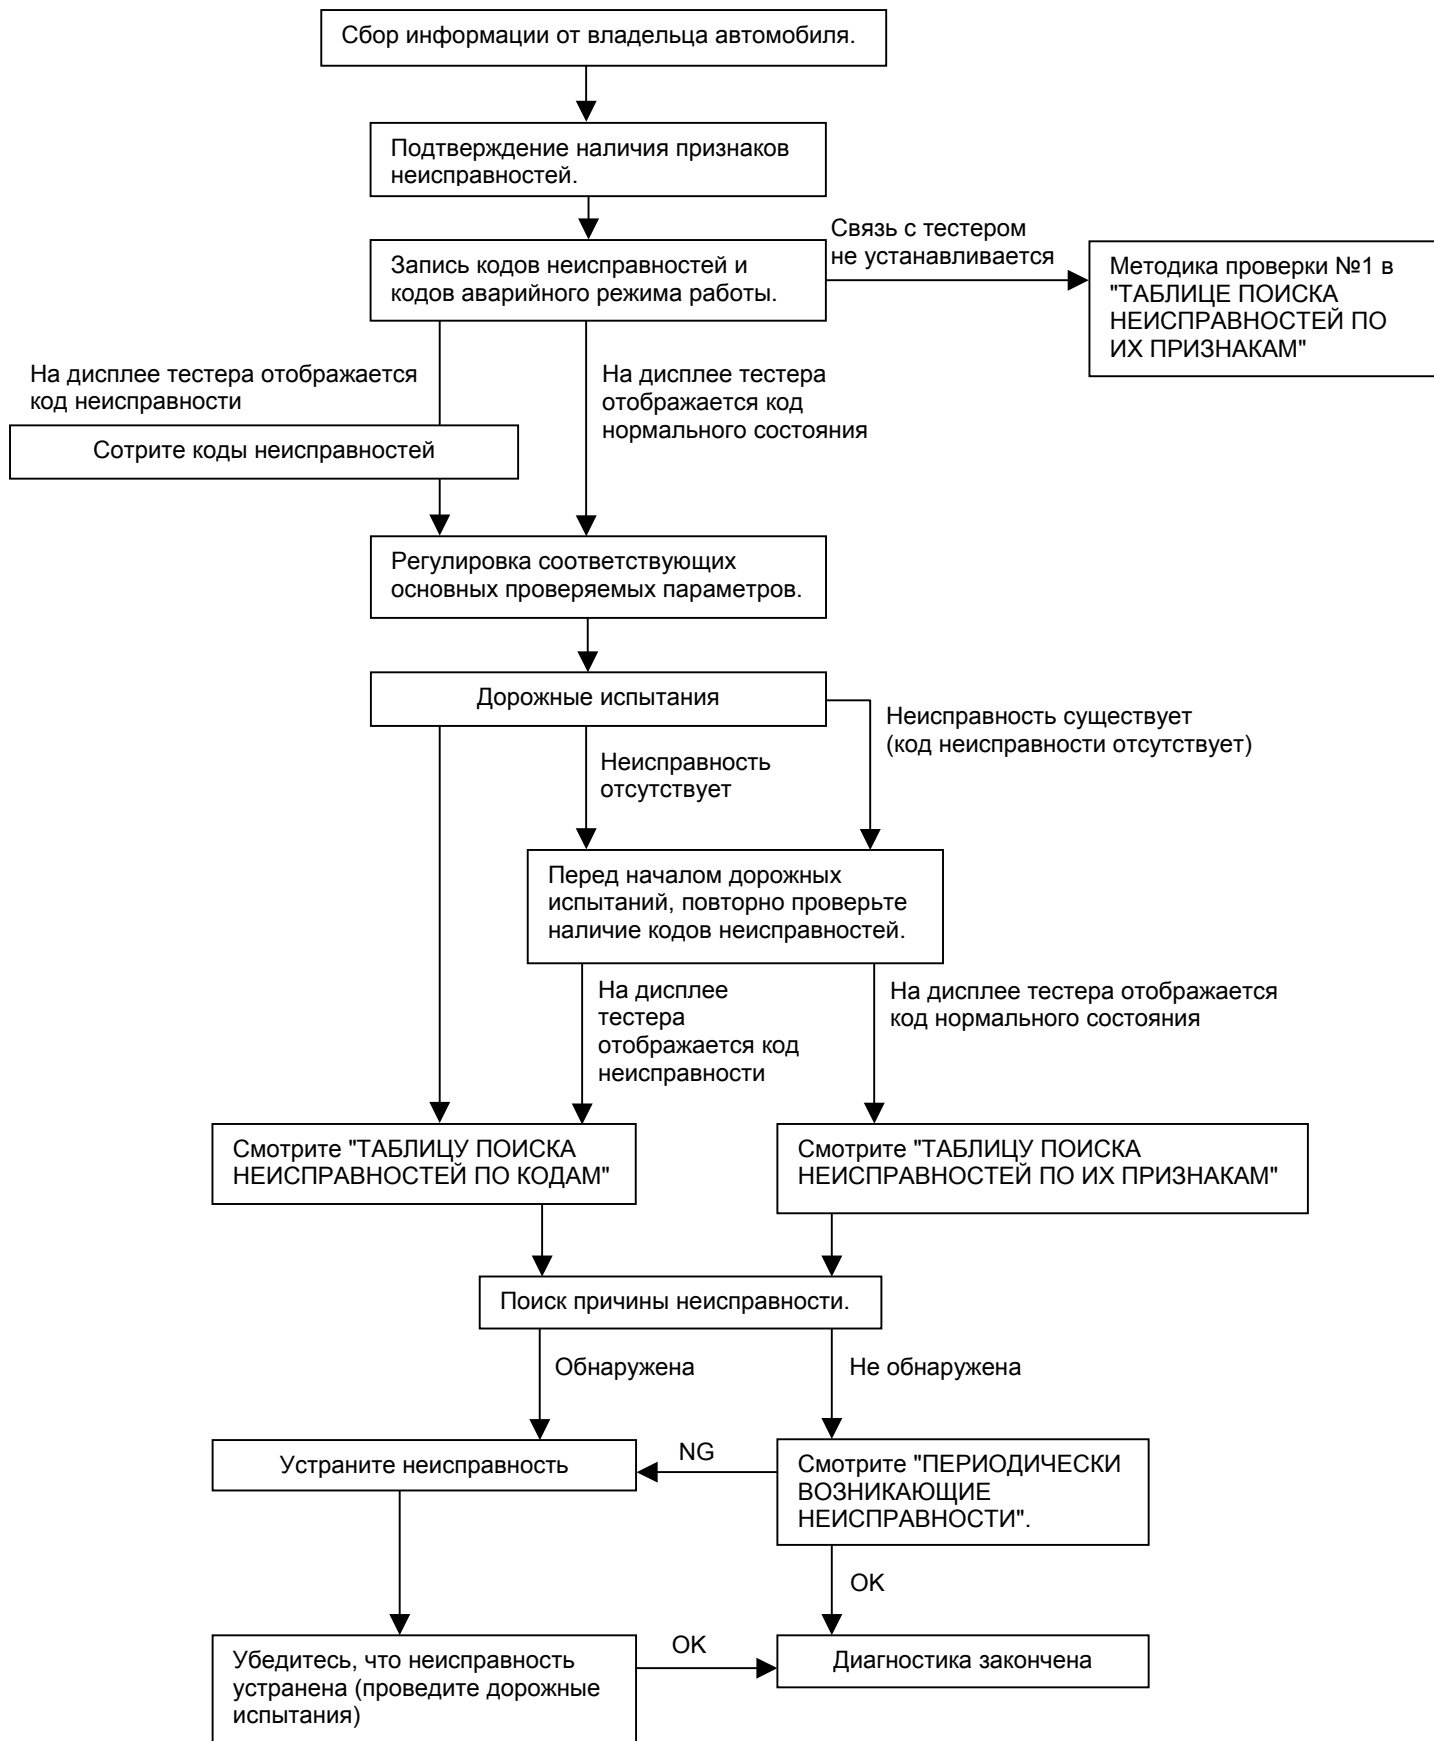 Сбор информации от владельца автомобиля.
Подтверждение наличия признаков
неисправностей.
Связь с тестером
не устанавливается
Запись кодов неисправностей и
кодов аварийного режима работы.
Методика проверки №1 в
"ТАБЛИЦЕ ПОИСКА
НЕИСПРАВНОСТЕЙ ПО
ИХ ПРИЗНАКАМ"
На дисплее тестера отображается
код неисправности
На дисплее тестера
отображается код
нормального состояния
Сотрите коды неисправностей
Регулировка соответствующих
основных проверяемых параметров.
Дорожные испытания
Неисправность существует
(код неисправности отсутствует)
Неисправность
отсутствует
Перед началом дорожных
испытаний, повторно проверьте
наличие кодов неисправностей.
На дисплее
тестера
отображается код
неисправности
На дисплее тестера отображается
код нормального состояния
Смотрите "ТАБЛИЦУ ПОИСКА
НЕИСПРАВНОСТЕЙ ПО КОДАМ"
Смотрите "ТАБЛИЦУ ПОИСКА
НЕИСПРАВНОСТЕЙ ПО ИХ ПРИЗНАКАМ"
Поиск причины неисправности.
Обнаружена
Не обнаружена
Устраните неисправность
NG
Смотрите "ПЕРИОДИЧЕСКИ
ВОЗНИКАЮЩИЕ
НЕИСПРАВНОСТИ".
OK
Убедитесь, что неисправность
устранена (проведите дорожные
испытания)
OK
Диагностика закончена